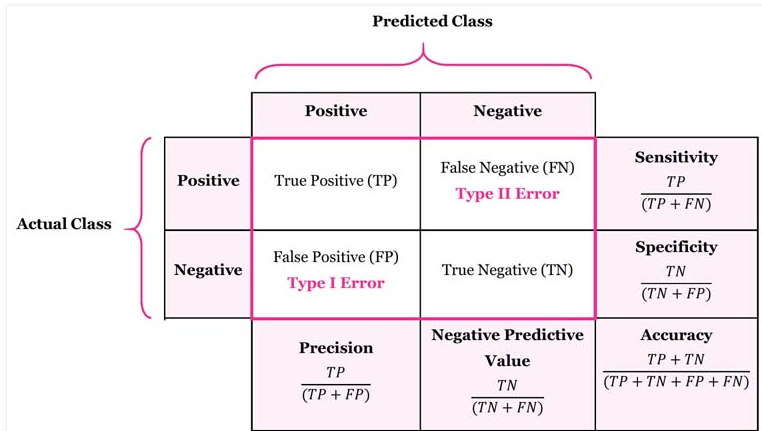 Predicted Class
Positive
Negative
Actual Class
Positive
True Positive (TP)
False Negative (FN)
Type II Error
Sensitivity
TP
(TP + FN)
Negative
False Positive (FP)
Type I Error
True Negative (TN)
Specificity
TN
(TN + FP)
Precision
TP
(TP + FP)
Negative Predictive
Value
TN
(TN + FN)
Accuracy
TP + TN
(TP + TN + FP + FN)